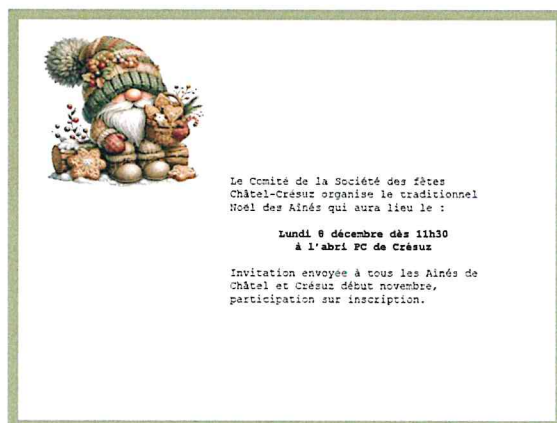 Le Comité de la Société des fêtes
Châtel-Crésuz organise le traditionnel
Noël des Aînés qui aura lieu le :
Lundi 8 décembre dès 11h30
à l'abri PC de Crésuz
Invitation envoyée à tous les Aînés de
Châtel et Crésuz début novembre,
participation sur inscription.